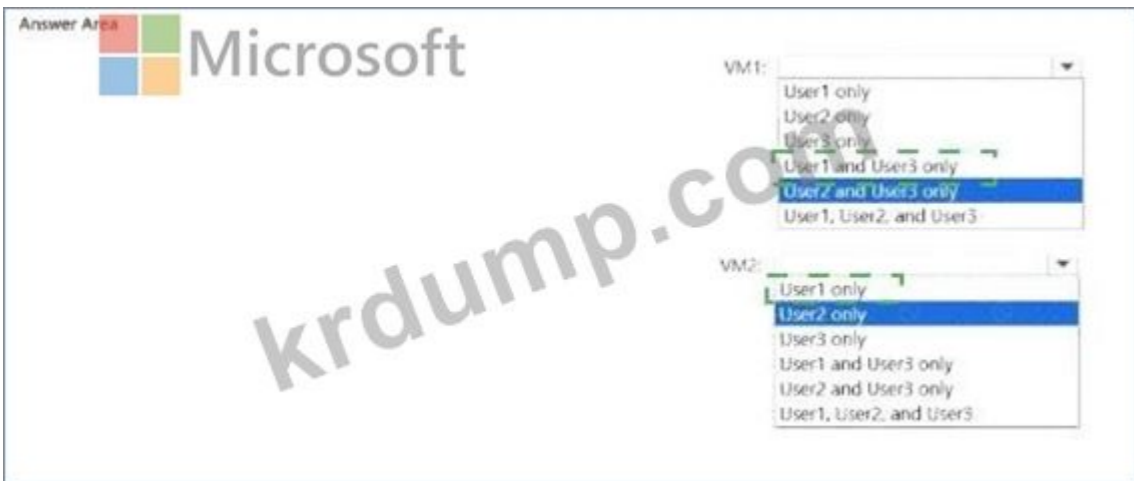 Answer Area
Microsoft
VM1:
User1 only
User2 only
User3 only
User1 and User3 only
User2 and User3 only
User1, User2, and User3
krdump.com
VM2:
User1 only
User2 only
User3 only
User1 and User3 only
User2 and User3 only
User1, User2, and User3